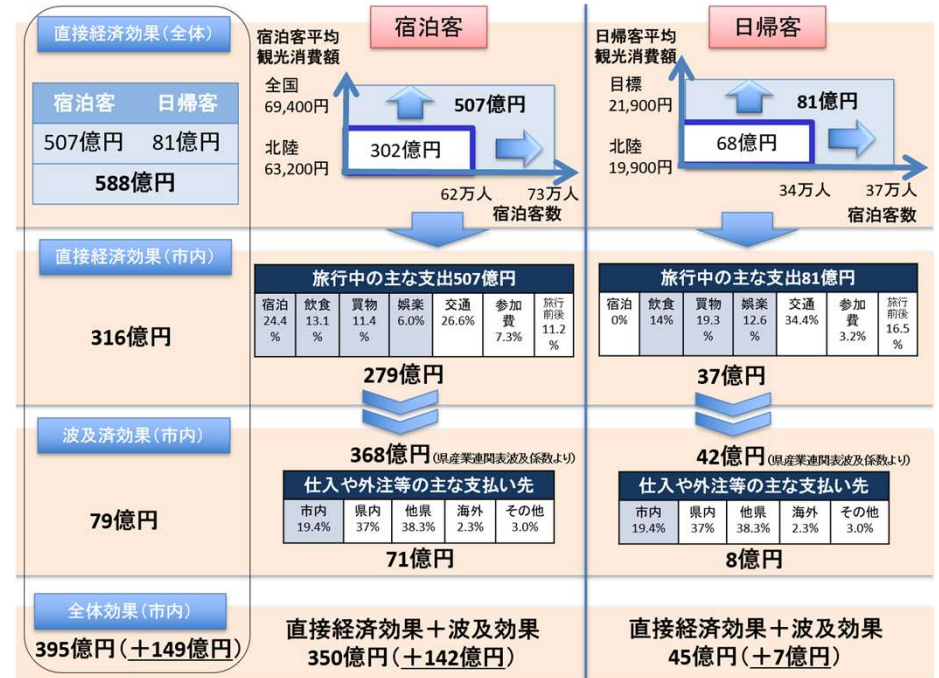 直接経済効果(全体)
宿泊客 日帰客
507億円 81億円
588億円
宿泊客平均
観光消費額
宿泊客
全国
69,400円
507億円
302億円
北陸
63,200円
62万人 73万人
宿泊客数
日帰客平均
観光消費額
日帰客
目標
21,900円
81億円
68億円
北陸
19,900円
34万人 37万人
宿泊客数
直接経済効果(市内)
316億円
旅行中の主な支出507億円
宿泊 飲食 買物 娯楽 交通 参加費 旅行前後
24.4% 13.1% 11.4% 6.0% 26.6% 7.3% 11.2%
279億円
旅行中の主な支出81億円
宿泊 飲食 買物 娯楽 交通 参加費 旅行前後
0% 14% 19.3% 12.6% 34.4% 3.2% 16.5%
37億円
波及済効果(市内)
79億円
368億円(県産業連関表波及係数より)
仕入や外注等の主な支払い先
市内 県内 他県 海外 その他
19.4% 37% 38.3% 2.3% 3.0%
71億円
42億円(県産業連関表波及係数より)
仕入や外注等の主な支払い先
市内 県内 他県 海外 その他
19.4% 37% 38.3% 2.3% 3.0%
8億円
全体効果(市内)
395億円(+149億円)
直接経済効果+波及効果
350億円(+142億円)
直接経済効果+波及効果
45億円(+7億円)